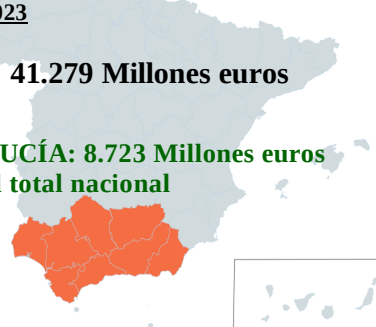 023
41.279 Millones euros
UCÍA: 8.723 Millones euros
l total nacional